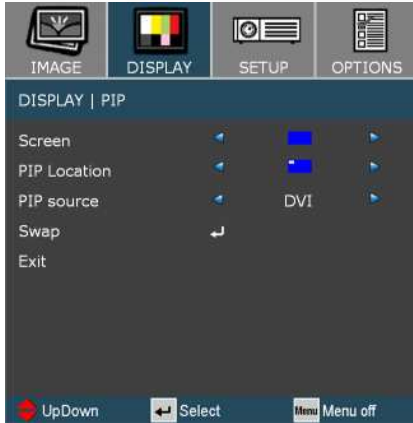 IMAGE DISPLAY SETUP OPTIONS
DISPLAY | PIP
Screen
PIP Location
PIP source DVI
Swap
Exit
UpDown Select Menu Menu off